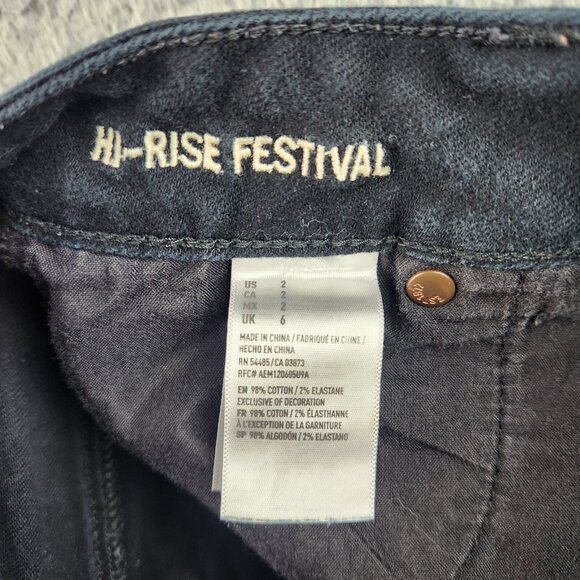 HI-RISE FESTIVAL
US 2
CA 2
MX 2
UK 6
MADE IN CHINA / FABRIQUÉ EN CHINE /
HECHO EN CHINA
RN 54485 / CA 03873
RFC# AEM120605U9A
EN 98% COTTON / 2% ELASTANE
EXCLUSIVE OF DECORATION
FR 98% COTON / 2% ÉLASTHANNE
À L'EXCEPTION DE LA GARNITURE
SP 98% ALGODÓN / 2% ELASTANO